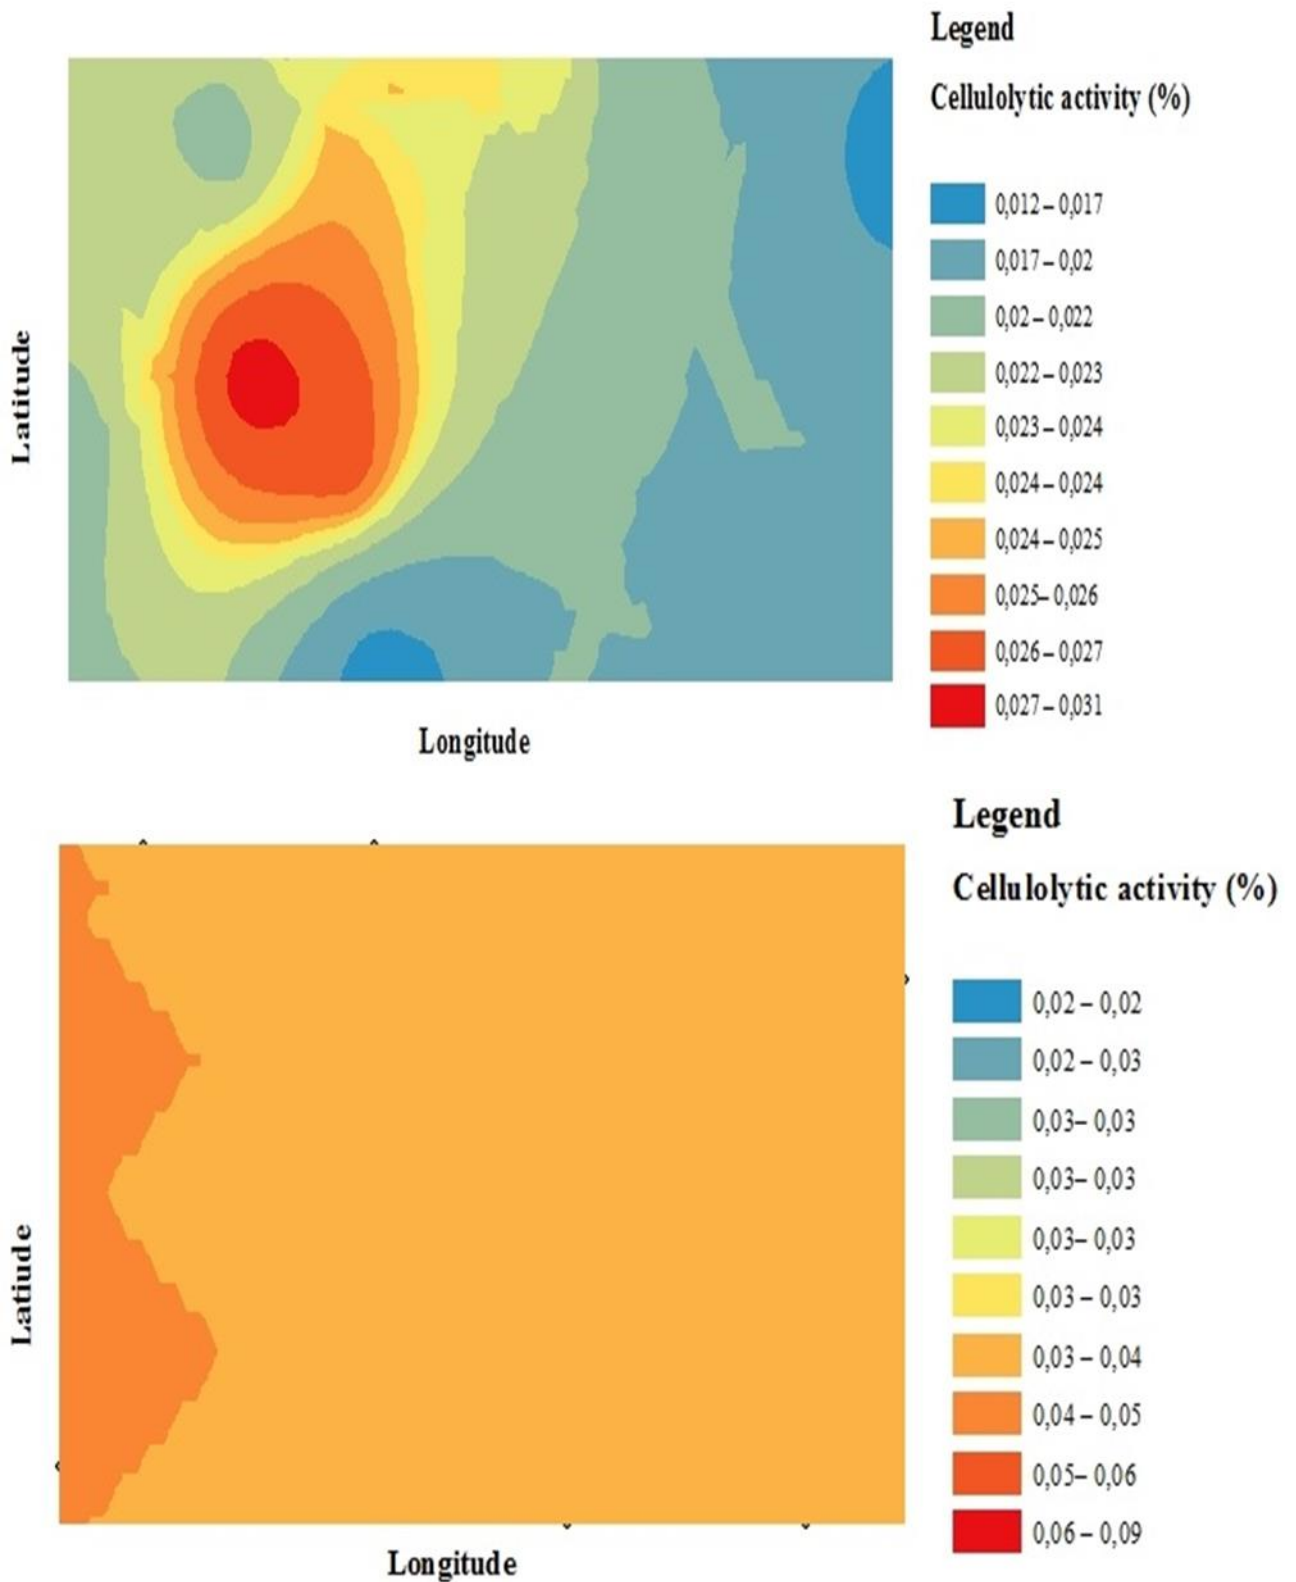 Legend
Cellulolytic activity (%)
0,012 – 0,017
0,017 – 0,02
0,02 – 0,022
0,022 – 0,023
0,023 – 0,024
0,024 – 0,024
0,024 – 0,025
0,025– 0,026
0,026 – 0,027
0,027 – 0,031
Latitude
Longitude
Legend
Cellulolytic activity (%)
0,02 – 0,02
0,02 – 0,03
0,03– 0,03
0,03– 0,03
0,03– 0,03
0,03 – 0,03
0,03 – 0,04
0,04 – 0,05
0,05– 0,06
0,06 – 0,09
Latiude
Longitude